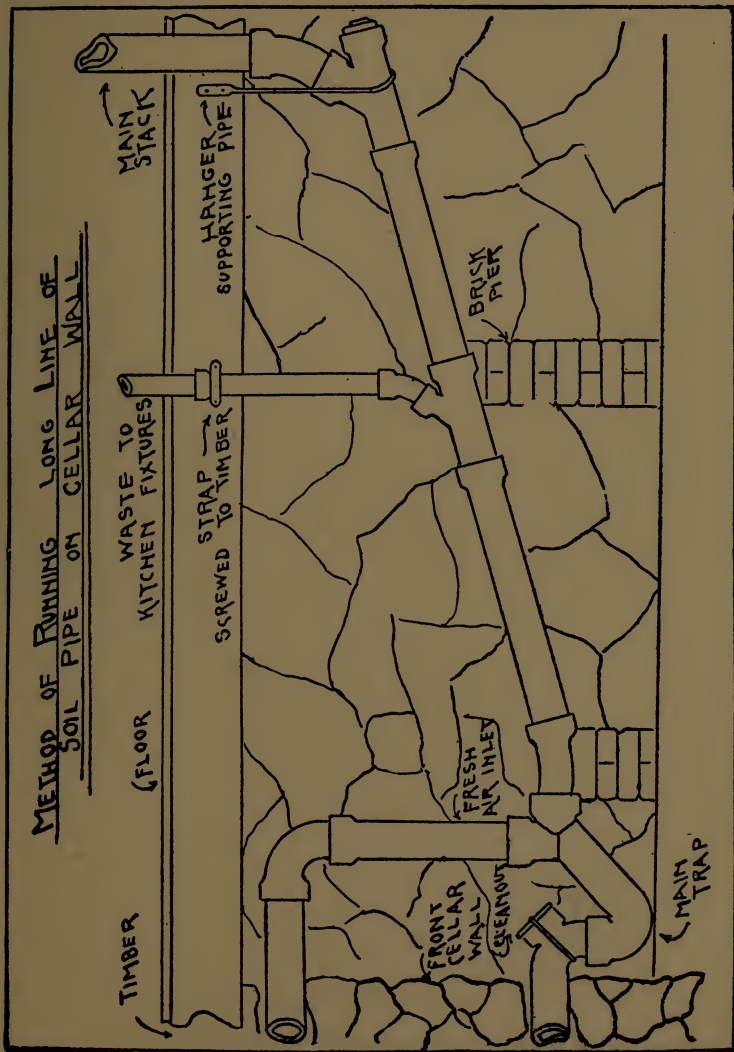 METHOD OF RUNNING LONG LINE OF
SOIL PIPE ON CELLAR WALL
TIMBER
FLOOR
WASTE TO
KITCHEN FIXTURES
MAIN
STACK
STRAP
SCREWED TO TIMBER
HANGER
SUPPORTING PIPE
FRONT
CELLAR
WALL
CLEANOUT
FRESH
AIR INLET
BRICK
PIER
MAIN
TRAP